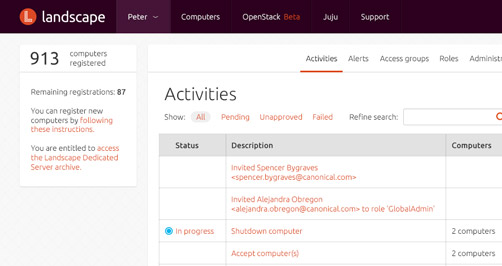 landscape
Peter
Computers
OpenStack Beta
Juju
Support
913 computers registered
Remaining registrations: 87
You can register new
computers by following
these instructions.
You are entitled to access
the Landscape Dedicated
Server archive.
Activities
Alerts
Access groups
Roles
Administr
Activities
Show:
All
Pending
Unapproved
Failed
Refine search:
Status
Description
Computers
Invited Spencer Bygraves
<spencer.bygraves@canonical.com>
Invited Alejandra Obregon
<alejandra.obregon@canonical.com> to role 'GlobalAdmin'
In progress
Shutdown computer
2 computers
Accept computer(s)
2 computers